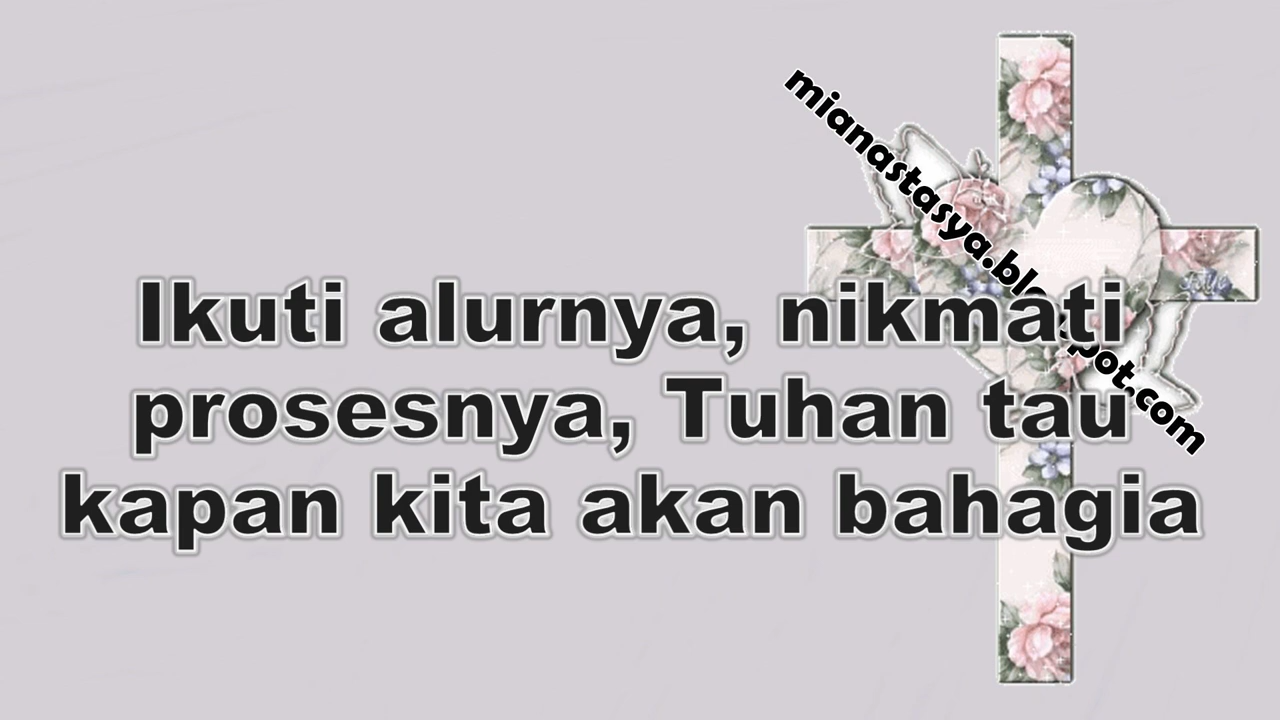 mianastasya.blogspot.com
Ikuti alurnya, nikmati
prosesnya, Tuhan tau
kapan kita akan bahagia